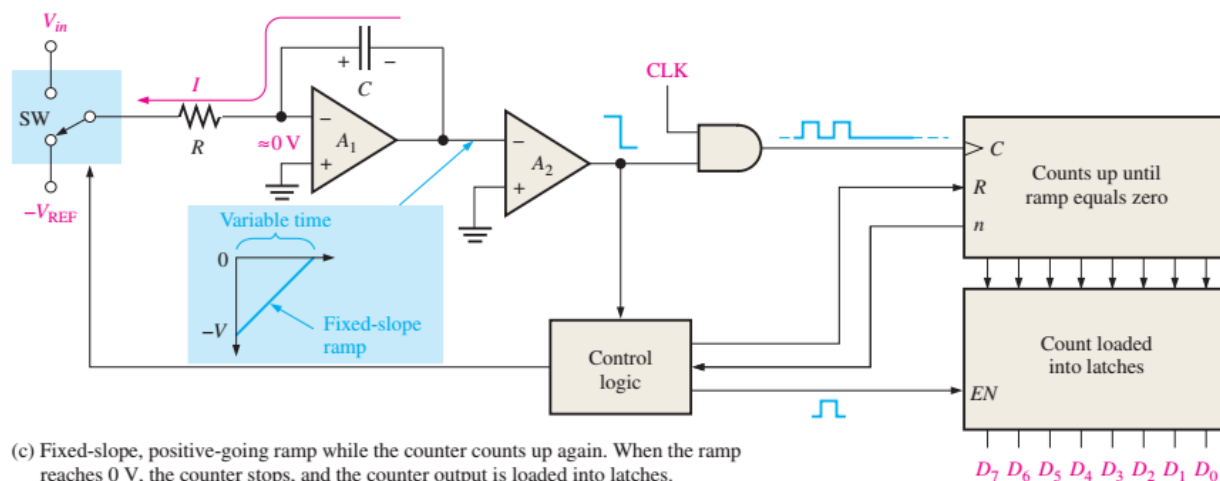 V_in
SW
−V_REF
I
R
≈0 V
+ −
C
−
A_1
+
−
A_2
+
CLK
Variable time
0
−V
Fixed-slope
ramp
Control
logic
C
R
n
Counts up until
ramp equals zero
Count loaded
into latches
EN
D_7 D_6 D_5 D_4 D_3 D_2 D_1 D_0
(c) Fixed-slope, positive-going ramp while the counter counts up again. When the ramp
reaches 0 V, the counter stops, and the counter output is loaded into latches.